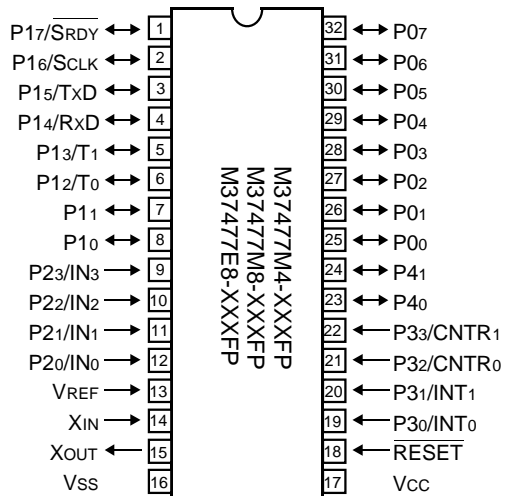 P17/SRDY 1 32 P07
P16/SCLK 2 31 P06
P15/TXD 3 30 P05
P14/RXD 4 29 P04
P13/T1 5 28 P03
P12/T0 6 27 P02
P11 7 26 P01
P10 8 25 P00
P23/IN3 9 24 P41
P22/IN2 10 23 P40
P21/IN1 11 22 P33/CNTR1
P20/IN0 12 21 P32/CNTR0
VREF 13 20 P31/INT1
XIN 14 19 P30/INT0
XOUT 15 18 RESET
VSS 16 17 VCC
M37477M4-XXXFP
M37477M8-XXXFP
M37477E8-XXXFP